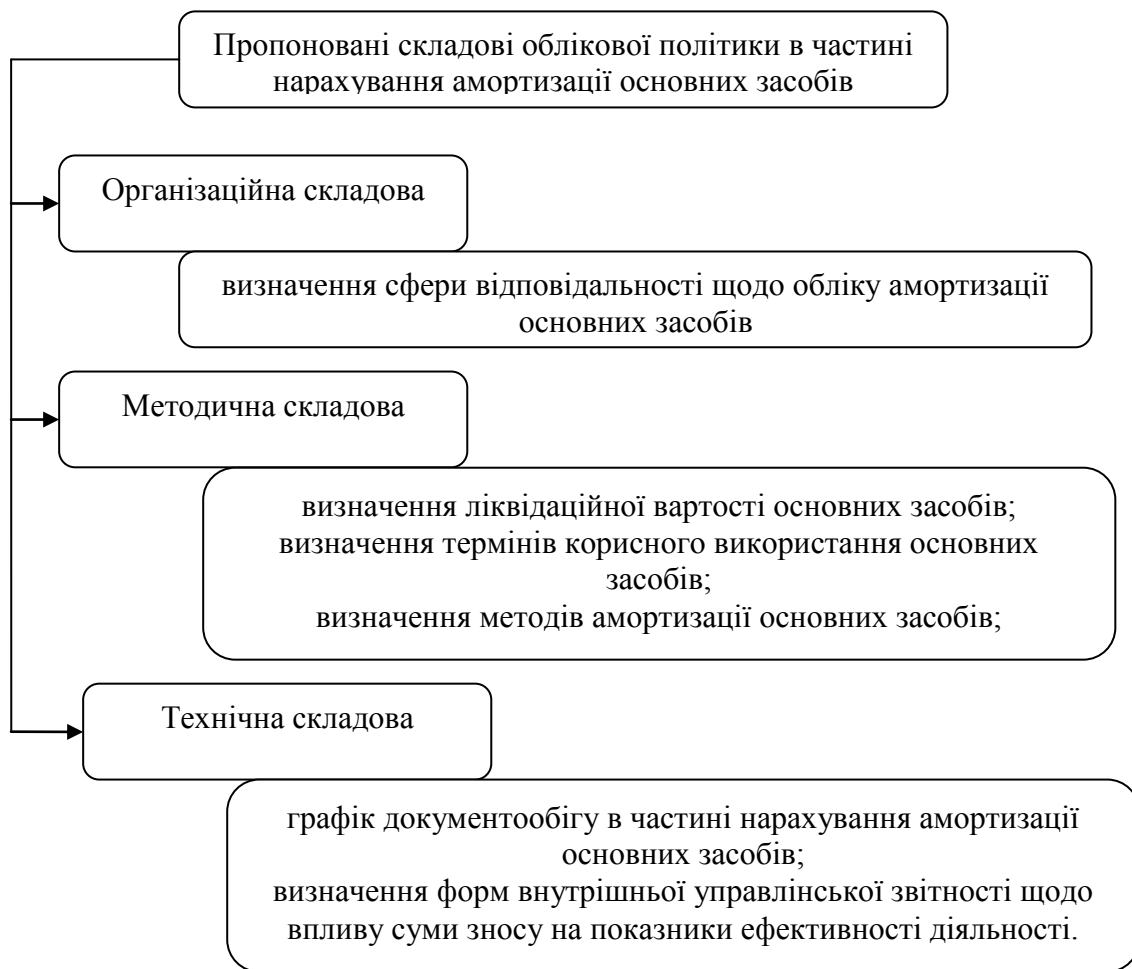 Пропоновані складові облікової політики в частині
нарахування амортизації основних засобів
Організаційна складова
визначення сфери відповідальності щодо обліку амортизації
основних засобів
Методична складова
визначення ліквідаційної вартості основних засобів;
визначення термінів корисного використання основних
засобів;
визначення методів амортизації основних засобів;
Технічна складова
графік документообігу в частині нарахування амортизації
основних засобів;
визначення форм внутрішньої управлінської звітності щодо
впливу суми зносу на показники ефективності діяльності.